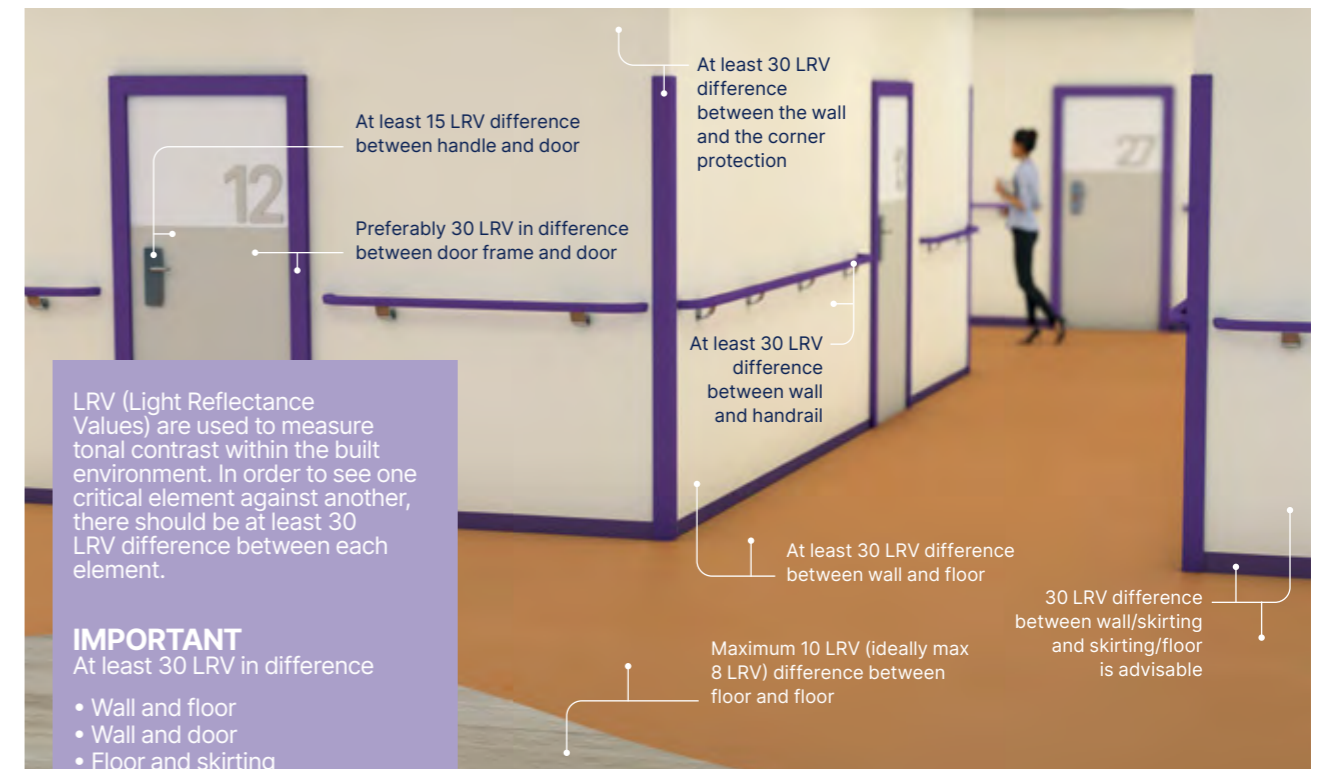 At least 30 LRV
difference
between the wall
and the corner
protection
At least 15 LRV difference
between handle and door
12
27
Preferably 30 LRV in difference
between door frame and door
At least 30 LRV
difference
between wall
and handrail
LRV (Light Reflectance
Values) are used to measure
tonal contrast within the built
environment. In order to see one
critical element against another,
there should be at least 30
LRV difference between each
element.
At least 30 LRV difference
between wall and floor
30 LRV difference
between wall/skirting
and skirting/floor
is advisable
IMPORTANT
At least 30 LRV in difference
Maximum 10 LRV (ideally max
8 LRV) difference between
floor and floor
• Wall and floor
• Wall and door
• Floor and skirting